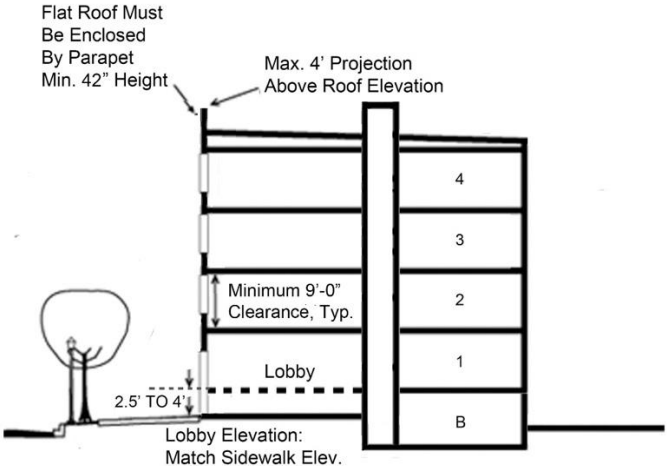 Flat Roof Must
Be Enclosed
By Parapet
Min. 42” Height
Max. 4’ Projection
Above Roof Elevation
4
3
Minimum 9’-0”
Clearance, Typ.
2
1
Lobby
2.5’ TO 4’
B
Lobby Elevation:
Match Sidewalk Elev.